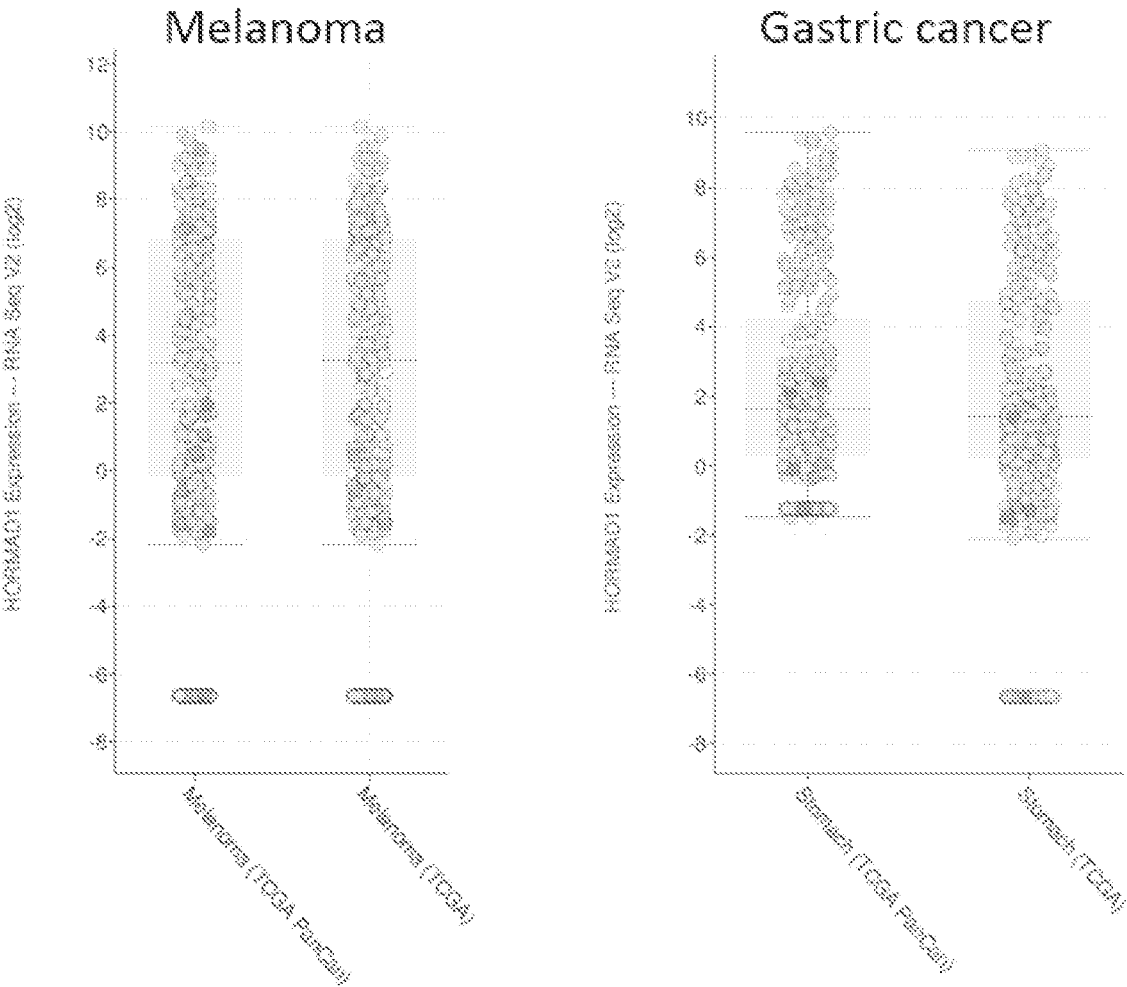 Melanoma
Gastric cancer
HORMAD1 Expression --- RNA Seq V2 (log2)
12
10
8
6
4
2
0
-2
-4
-6
-8
Melanoma (TCGA PanCan)
Melanoma (TCGA)
HORMAD1 Expression --- RNA Seq V2 (log2)
10
8
6
4
2
0
-2
-4
-6
-8
Stomach (TCGA PanCan)
Stomach (TCGA)